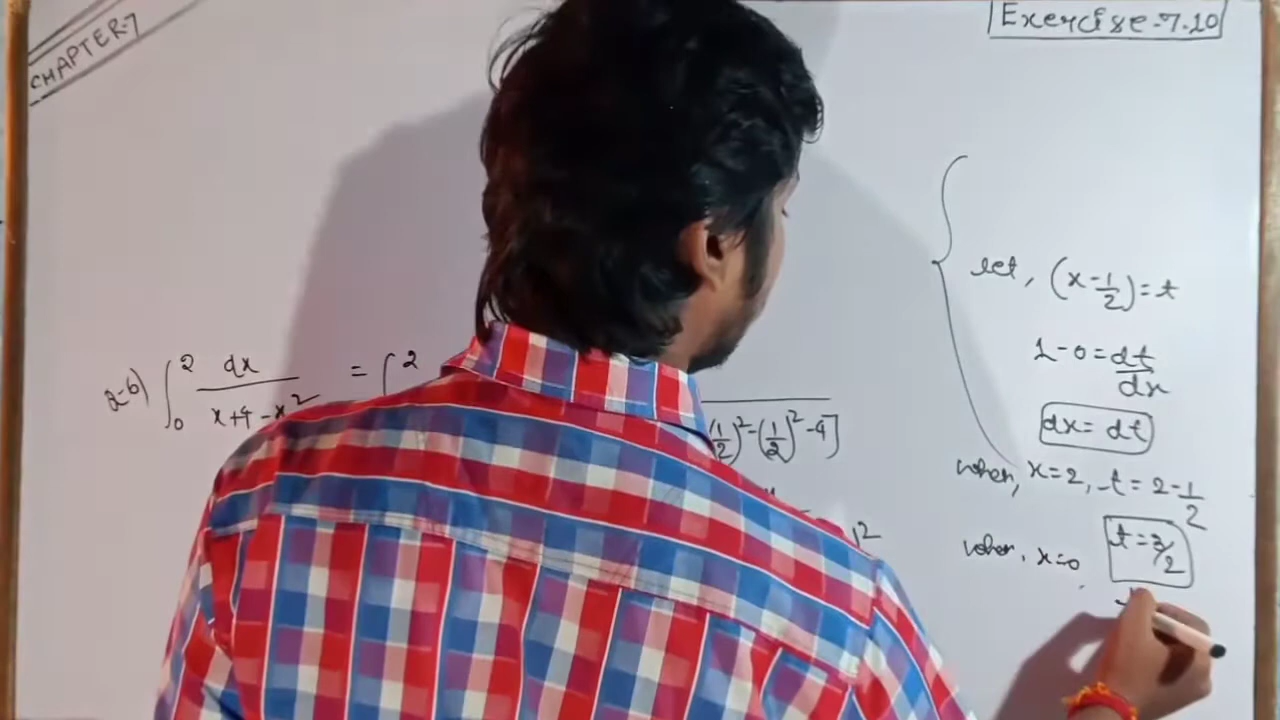 CHAPTER-7
Exercise-7.10
Q-6) ∫₀² dx/(x+4-x²) = ∫²
1/2)²-(1/2)²-4]
)²
let, (x-1/2)=t
1-0=dt/dx
dx=dt
when, x=2, t=2-1/2
t=3/2
when, x=0